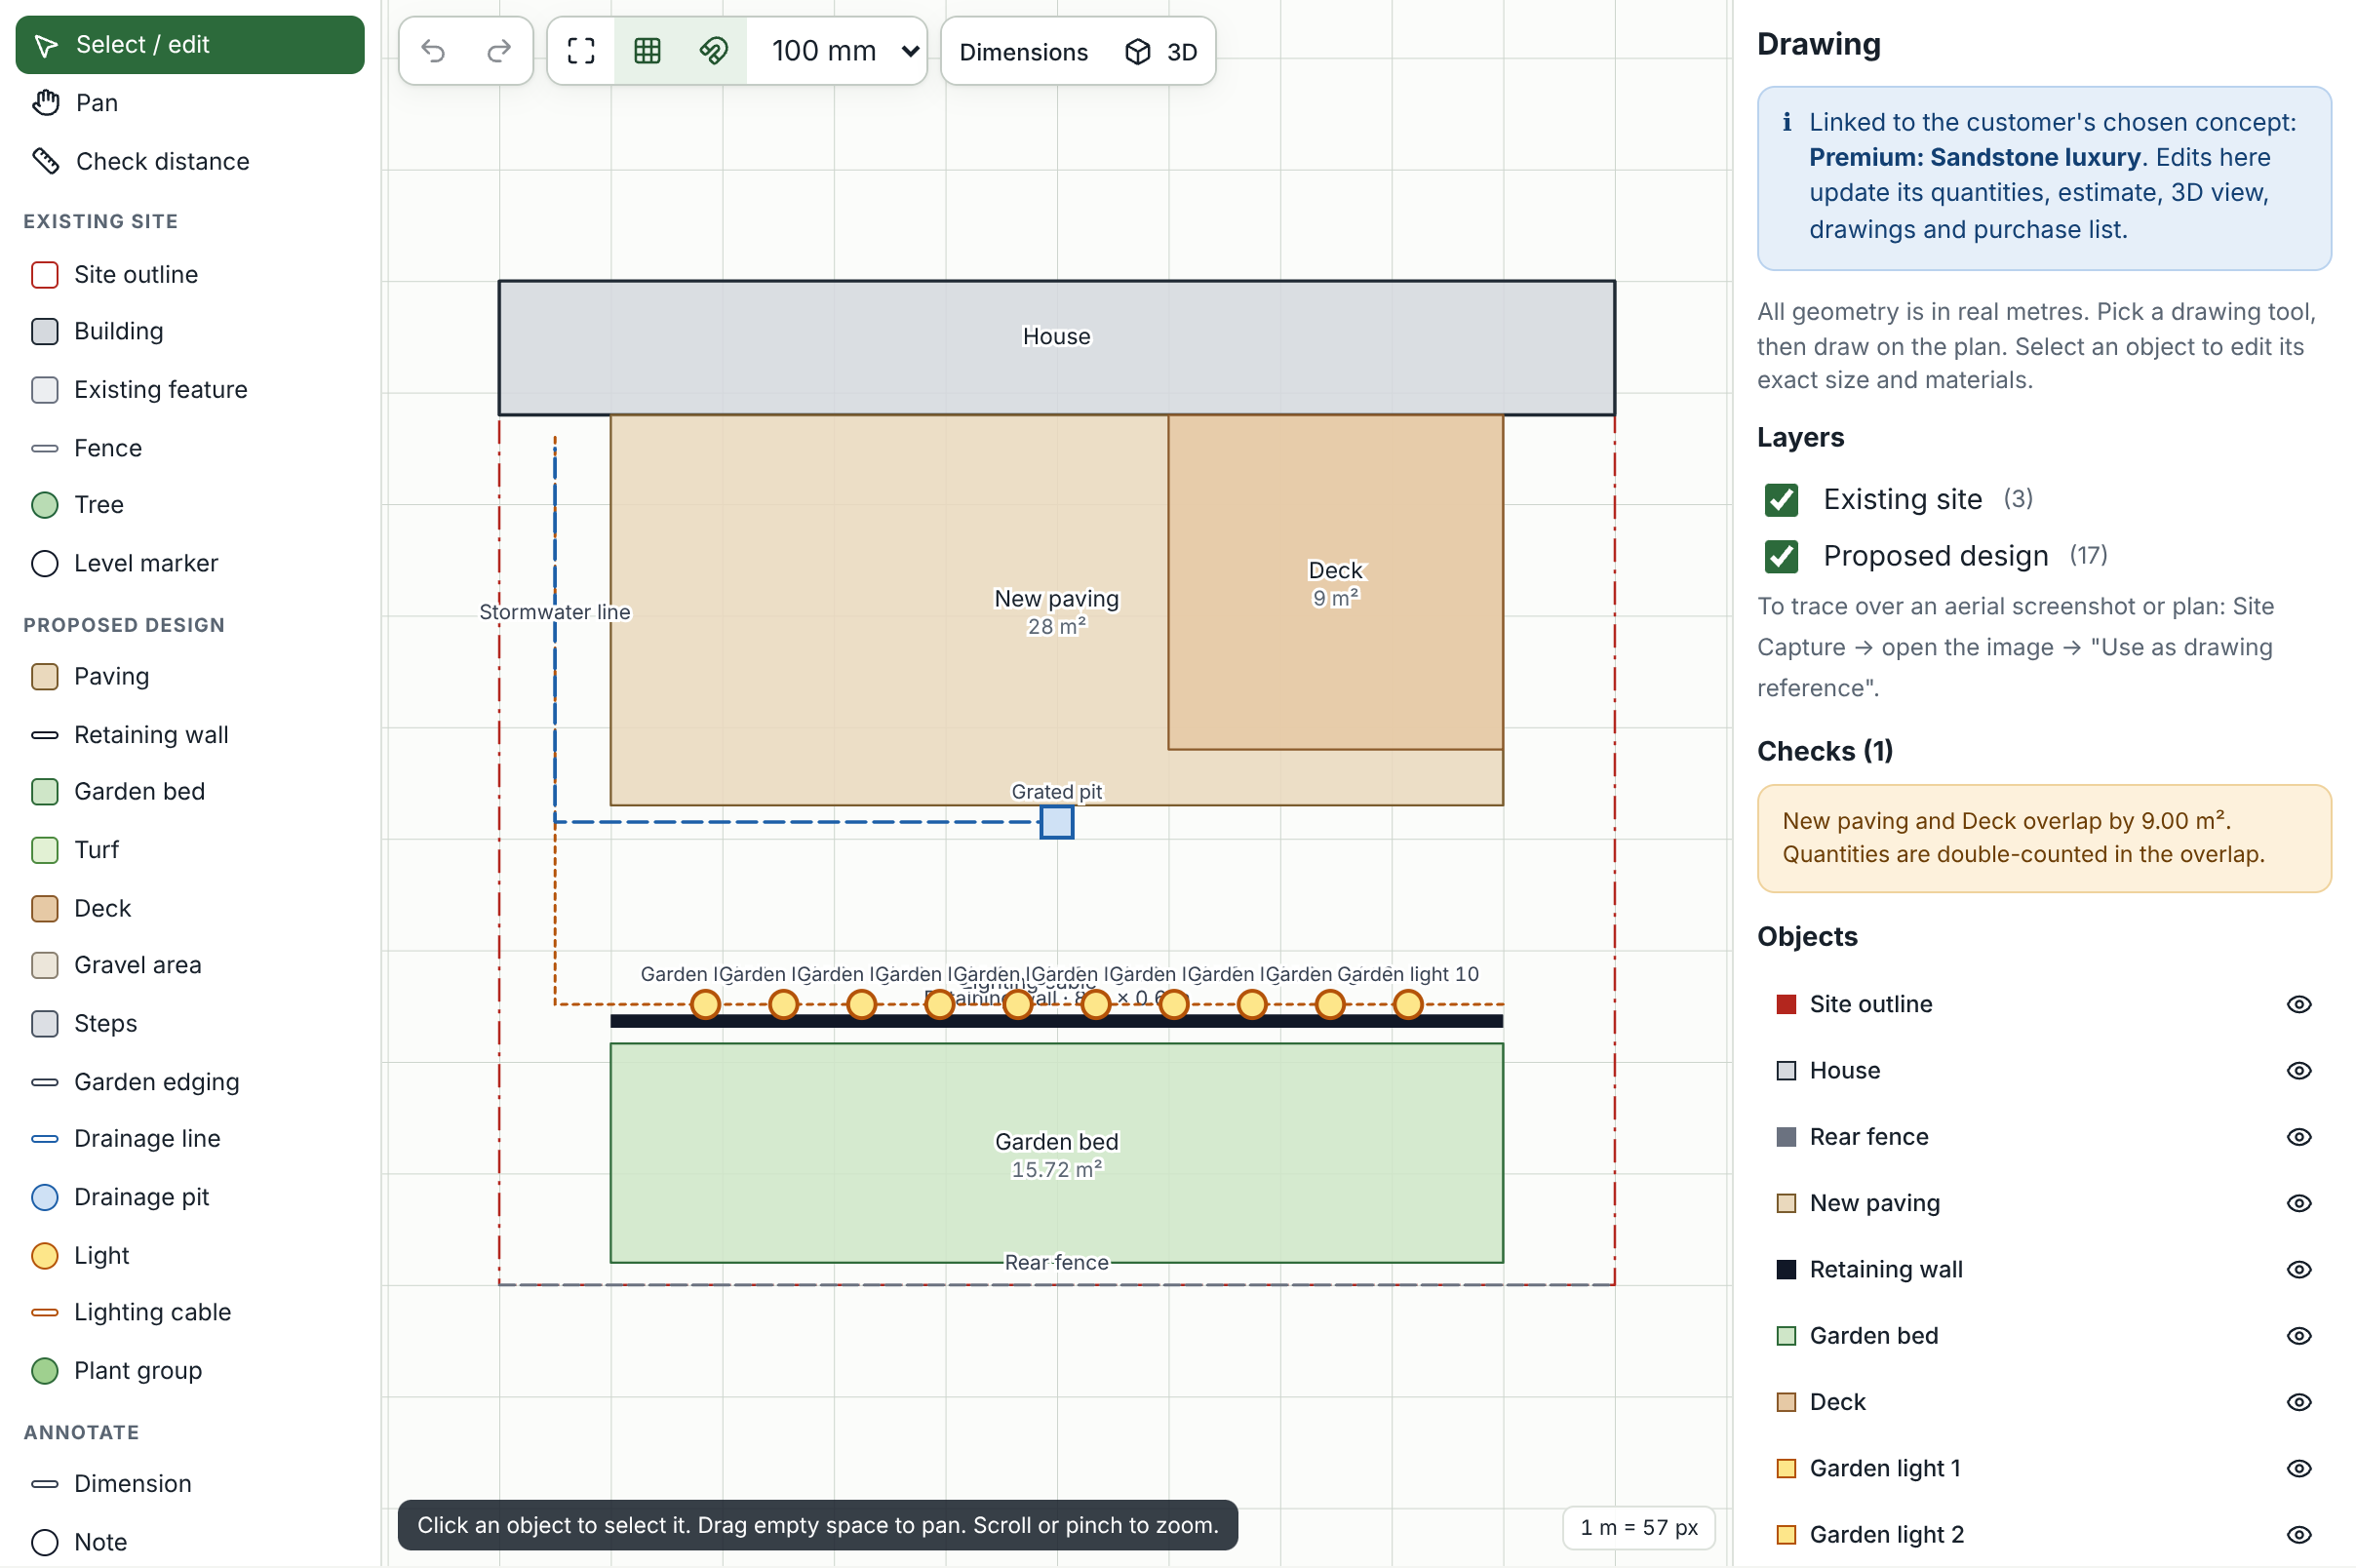 Select / edit
Pan
Check distance
EXISTING SITE
Site outline
Building
Existing feature
Fence
Tree
Level marker
PROPOSED DESIGN
Paving
Retaining wall
Garden bed
Turf
Deck
Gravel area
Steps
Garden edging
Drainage line
Drainage pit
Light
Lighting cable
Plant group
ANNOTATE
Dimension
Note
100 mm
Dimensions
3D
House
New paving
28 m²
Deck
9 m²
Stormwater line
Grated pit
Garden Garden Garden Garden Garden Garden Garden Garden Garden Garden light 10
Garden bed
15.72 m²
Rear fence
Click an object to select it. Drag empty space to pan. Scroll or pinch to zoom.
1 m = 57 px
Drawing
Linked to the customer's chosen concept:
Premium: Sandstone luxury. Edits here
update its quantities, estimate, 3D view,
drawings and purchase list.
All geometry is in real metres. Pick a drawing tool,
then draw on the plan. Select an object to edit its
exact size and materials.
Layers
Existing site (3)
Proposed design (17)
To trace over an aerial screenshot or plan: Site
Capture → open the image → "Use as drawing
reference".
Checks (1)
New paving and Deck overlap by 9.00 m².
Quantities are double-counted in the overlap.
Objects
Site outline
House
Rear fence
New paving
Retaining wall
Garden bed
Deck
Garden light 1
Garden light 2